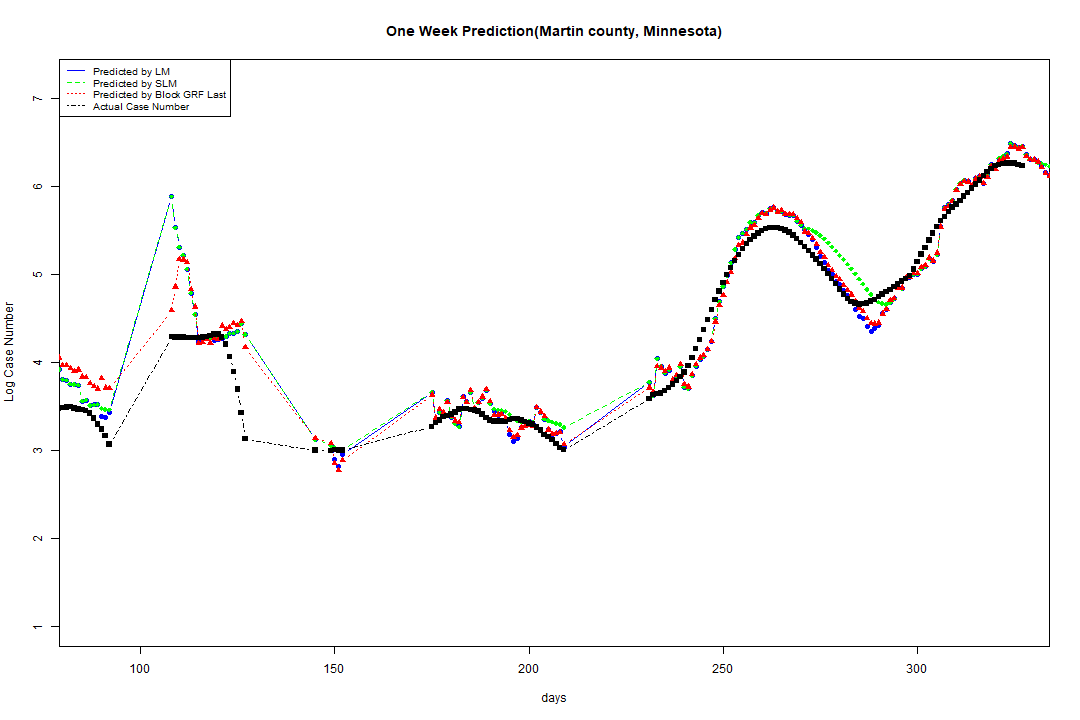 One Week Prediction(Martin county, Minnesota)
Predicted by LM
Predicted by SLM
Predicted by Block GRF Last
Actual Case Number
Log Case Number
7
6
5
4
3
2
1
100 150 200 250 300
days